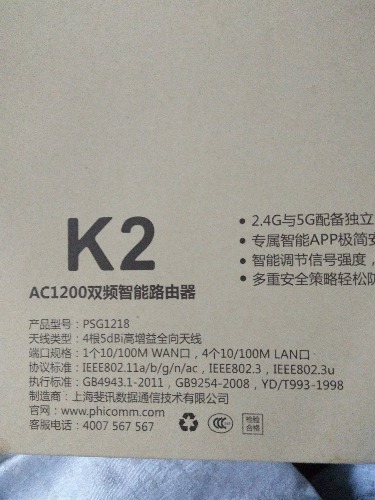 K2
AC1200双频智能路由器
• 2.4G与5G配备独立
• 专属智能APP极简安
• 智能调节信号强度，
• 多重安全策略轻松防
产品型号：PSG1218
天线类型：4根5dBi高增益全向天线
端口规格：1个10/100M WAN口，4个10/100M LAN口
协议标准：IEEE802.11a/b/g/n/ac，IEEE802.3，IEEE802.3u
执行标准：GB4943.1-2011，GB9254-2008，YD/T993-1998
制造商：上海斐讯数据通信技术有限公司
官网：www.phicomm.com
客服电话：4007 567 567
CCC
检验
合格